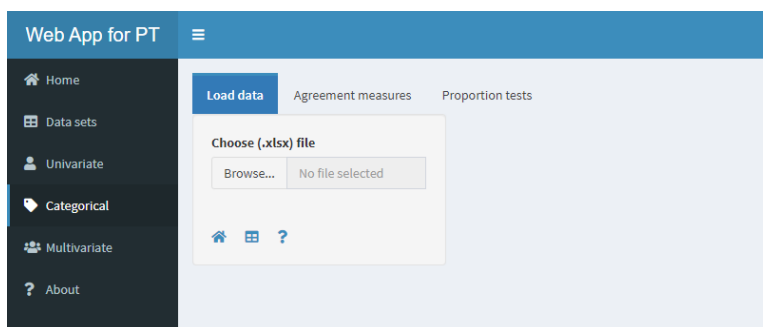 Web App for PT
Home
Data sets
Univariate
Categorical
Multivariate
? About
Load data Agreement measures Proportion tests
Choose (.xlsx) file
Browse... No file selected
?